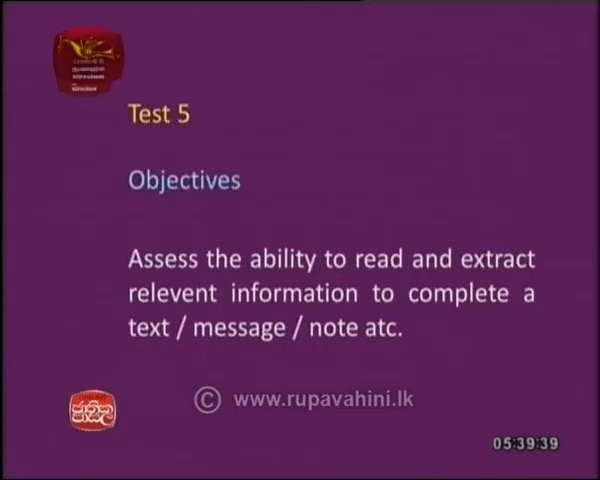 Test 5
Objectives
Assess the ability to read and extract
relevent information to complete a
text / message / note atc.
ජාතික
පාසල
© www.rupavahini.lk
05:39:39